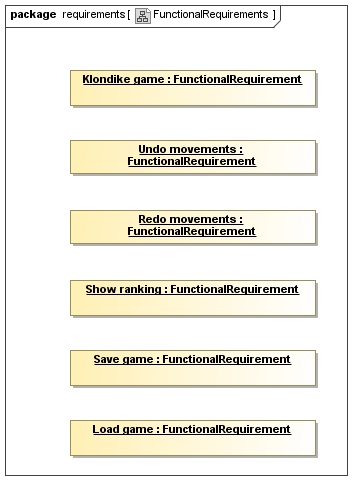 package requirements [ FunctionalRequirements ]
Klondike game : FunctionalRequirement
Undo movements :
FunctionalRequirement
Redo movements :
FunctionalRequirement
Show ranking : FunctionalRequirement
Save game : FunctionalRequirement
Load game : FunctionalRequirement